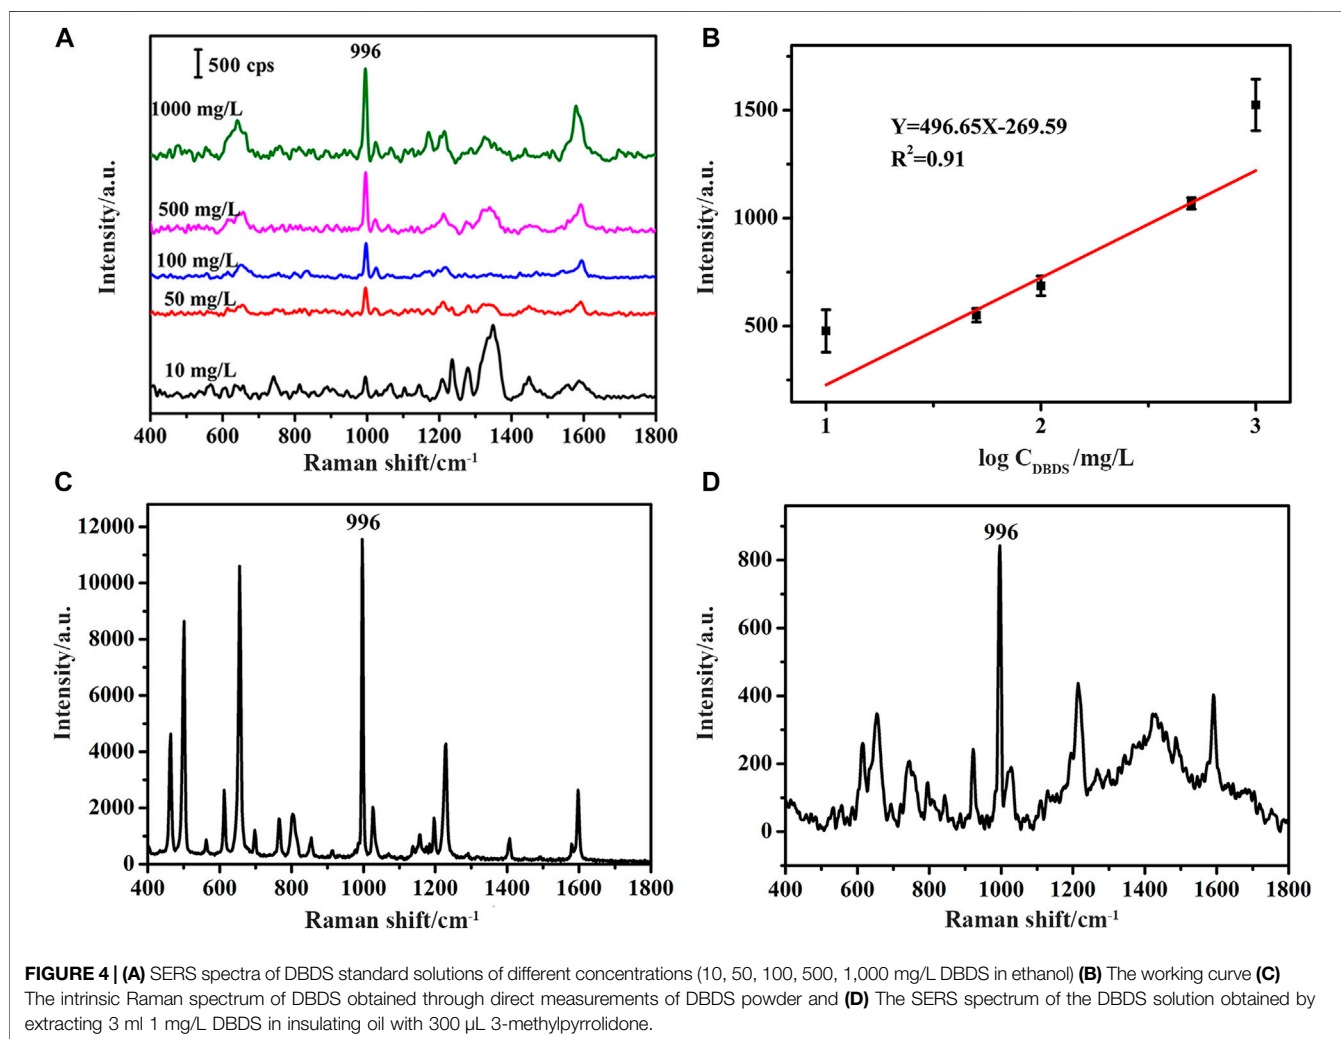 A
996
500 cps
1000 mg/L
500 mg/L
100 mg/L
50 mg/L
10 mg/L
Intensity/a.u.
400 600 800 1000 1200 1400 1600 1800
Raman shift/cm⁻¹
B
Y=496.65X-269.59
R²=0.91
1500
1000
500
Intensity/a.u.
1 2 3
log C_DBDS /mg/L
C
996
12000
10000
8000
6000
4000
2000
0
Intensity/a.u.
400 600 800 1000 1200 1400 1600 1800
Raman shift/cm⁻¹
D
996
800
600
400
200
0
Intensity/a.u.
400 600 800 1000 1200 1400 1600 1800
Raman shift/cm⁻¹
FIGURE 4 | (A) SERS spectra of DBDS standard solutions of different concentrations (10, 50, 100, 500, 1,000 mg/L DBDS in ethanol) (B) The working curve (C)
The intrinsic Raman spectrum of DBDS obtained through direct measurements of DBDS powder and (D) The SERS spectrum of the DBDS solution obtained by
extracting 3 ml 1 mg/L DBDS in insulating oil with 300 μL 3-methylpyrrolidone.